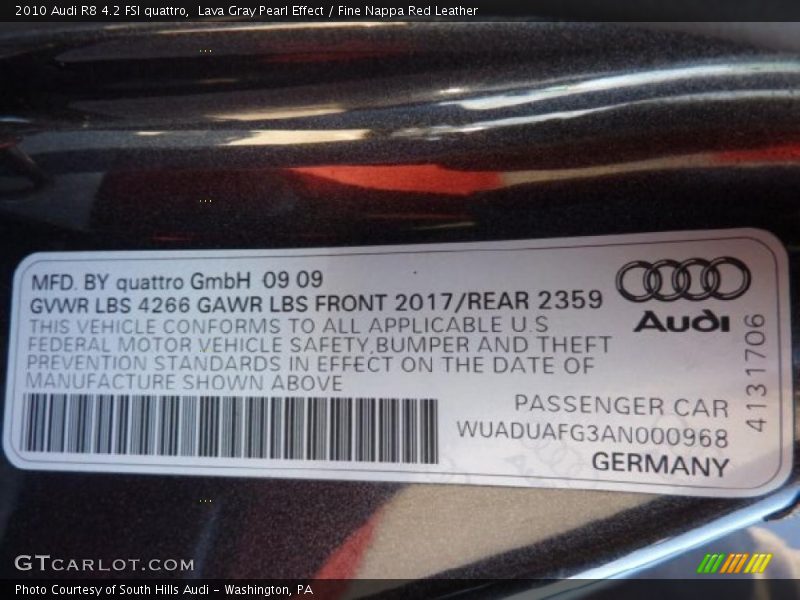 2010 Audi R8 4.2 FSI quattro,  Lava Gray Pearl Effect / Fine Nappa Red Leather
MFD. BY quattro GmbH 09 09
GVWR LBS 4266 GAWR LBS FRONT 2017/REAR 2359
THIS VEHICLE CONFORMS TO ALL APPLICABLE U.S
FEDERAL MOTOR VEHICLE SAFETY,BUMPER AND THEFT
PREVENTION STANDARDS IN EFFECT ON THE DATE OF
MANUFACTURE SHOWN ABOVE
Audi
4131706
PASSENGER CAR
WUADUAFG3AN000968
GERMANY
GTCARLOT.COM
Photo Courtesy of South Hills Audi - Washington, PA